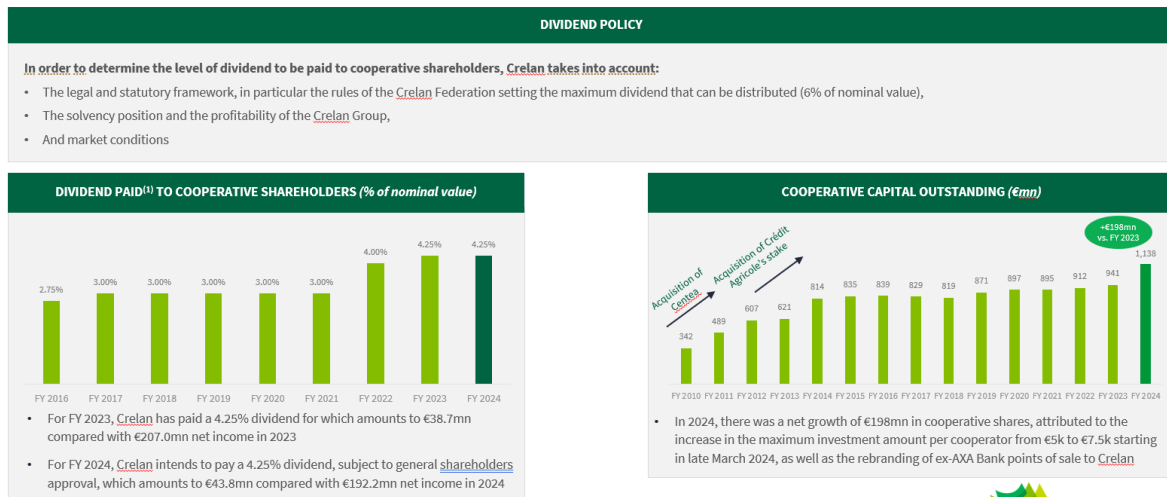 DIVIDEND POLICY
In order to determine the level of dividend to be paid to cooperative shareholders, Crelan takes into account:
• The legal and statutory framework, in particular the rules of the Crelan Federation setting the maximum dividend that can be distributed (6% of nominal value),
• The solvency position and the profitability of the Crelan Group,
• And market conditions
DIVIDEND PAID(1) TO COOPERATIVE SHAREHOLDERS (% of nominal value)
2.75%
3.00%
3.00%
3.00%
3.00%
3.00%
4.00%
4.25%
4.25%
FY 2016 FY 2017 FY 2018 FY 2019 FY 2020 FY 2021 FY 2022 FY 2023 FY 2024
• For FY 2023, Crelan has paid a 4.25% dividend for which amounts to €38.7mn
compared with €207.0mn net income in 2023
• For FY 2024, Crelan intends to pay a 4.25% dividend, subject to general shareholders
approval, which amounts to €43.8mn compared with €192.2mn net income in 2024
COOPERATIVE CAPITAL OUTSTANDING (€mn)
+€198mn
vs. FY 2023
Acquisition of
Centea
Acquisition of Crédit
Agricole's stake
342
489
607
621
814
835
839
829
819
871
897
895
912
941
1,138
FY 2010 FY 2011 FY 2012 FY 2013 FY 2014 FY 2015 FY 2016 FY 2017 FY 2018 FY 2019 FY 2020 FY 2021 FY 2022 FY 2023 FY 2024
• In 2024, there was a net growth of €198mn in cooperative shares, attributed to the
increase in the maximum investment amount per cooperator from €5k to €7.5k starting
in late March 2024, as well as the rebranding of ex-AXA Bank points of sale to Crelan